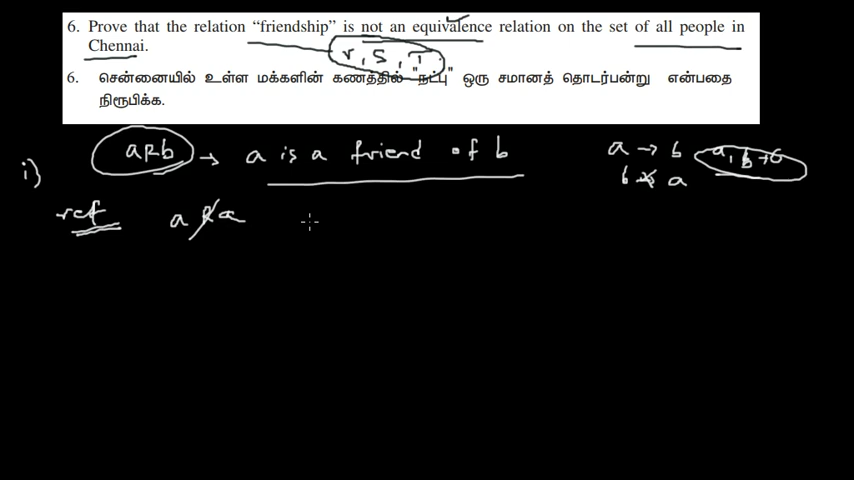 6. Prove that the relation “friendship” is not an equivalence relation on the set of all people in
Chennai.
r, S, T
6. சென்னையில் உள்ள மக்களின் கணத்தில் "நட்பு" ஒரு சமானத் தொடர்பன்று என்பதை
நிரூபிக்க.
i) aRb → a is a friend of b
a → b
b a
ref a R a